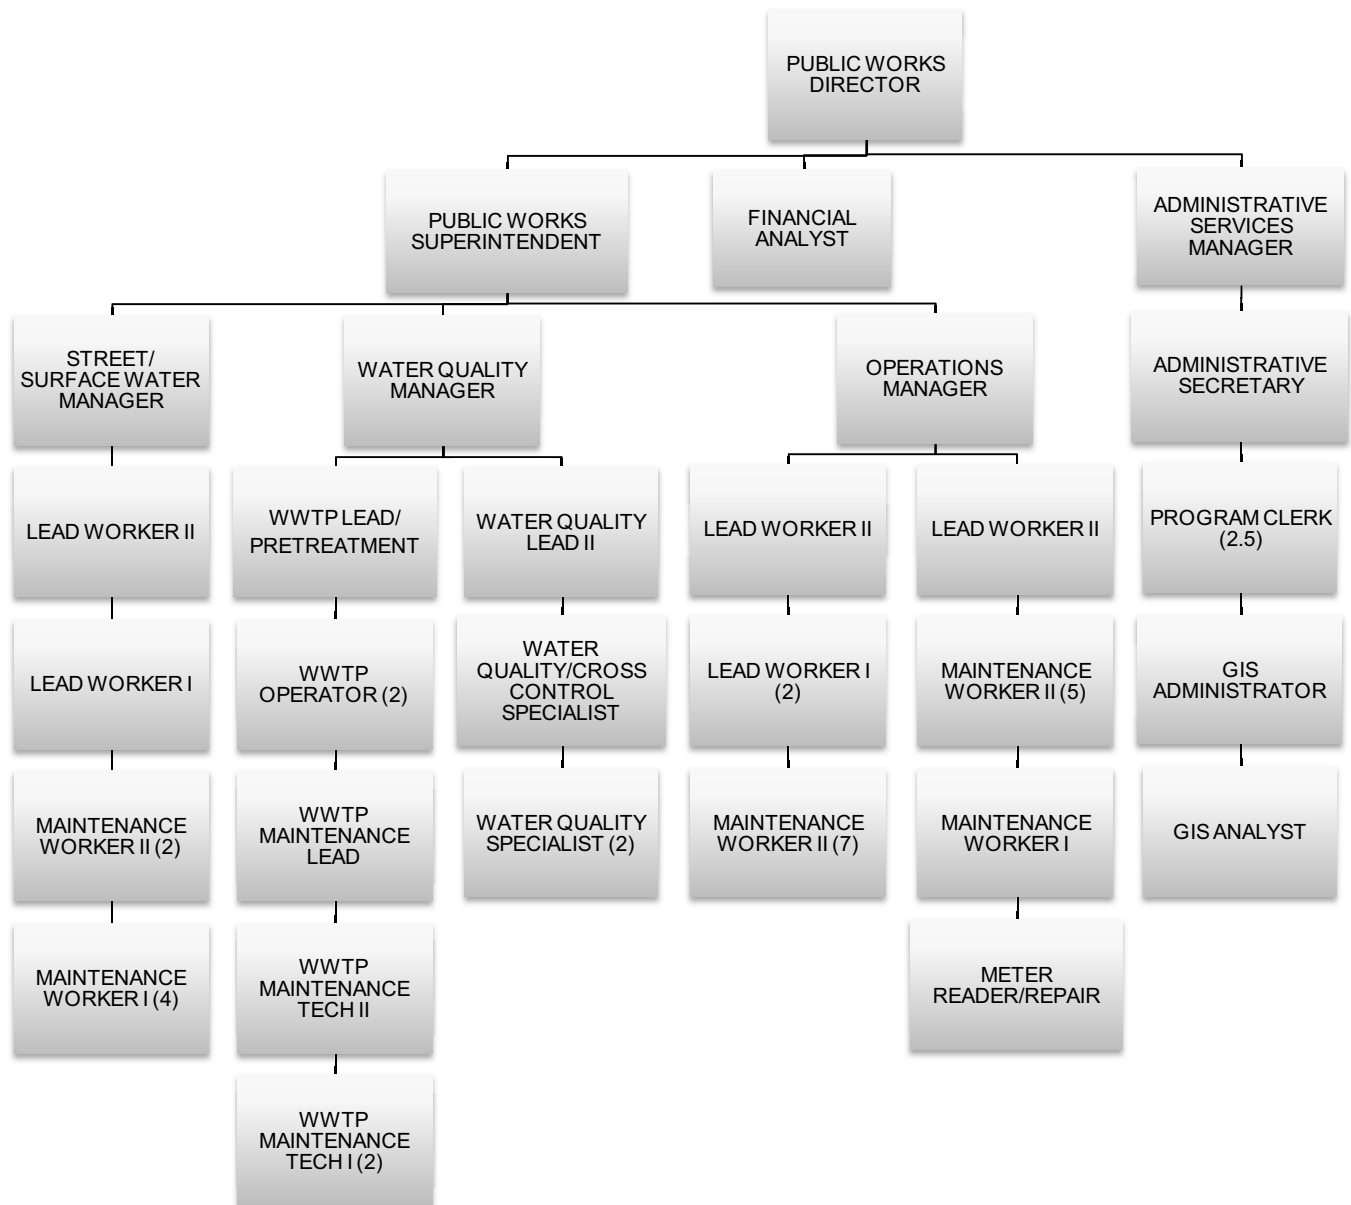 PUBLIC WORKS
DIRECTOR
PUBLIC WORKS
SUPERINTENDENT
FINANCIAL
ANALYST
ADMINISTRATIVE
SERVICES
MANAGER
STREET/
SURFACE WATER
MANAGER
WATER QUALITY
MANAGER
OPERATIONS
MANAGER
ADMINISTRATIVE
SECRETARY
LEAD WORKER II
WWTP LEAD/
PRETREATMENT
WATER QUALITY
LEAD II
LEAD WORKER II
LEAD WORKER II
PROGRAM CLERK
(2.5)
LEAD WORKER I
WWTP
OPERATOR (2)
WATER
QUALITY/CROSS
CONTROL
SPECIALIST
LEAD WORKER I
(2)
MAINTENANCE
WORKER II (5)
GIS
ADMINISTRATOR
MAINTENANCE
WORKER II (2)
WWTP
MAINTENANCE
LEAD
WATER QUALITY
SPECIALIST (2)
MAINTENANCE
WORKER II (7)
MAINTENANCE
WORKER I
GIS ANALYST
MAINTENANCE
WORKER I (4)
WWTP
MAINTENANCE
TECH II
METER
READER/REPAIR
WWTP
MAINTENANCE
TECH I (2)